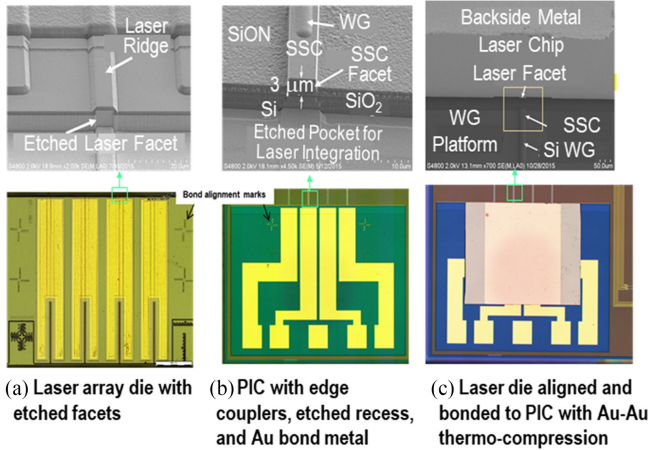 Laser
Ridge
Etched Laser Facet
SiON
WG
SSC
SSC
Facet
3 µm
Si
SiO2
Etched Pocket for
Laser Integration
Backside Metal
Laser Chip
Laser Facet
WG
Platform
SSC
Si WG
50.0um
Bond alignment marks
(a) Laser array die with
etched facets
(b) PIC with edge
couplers, etched recess,
and Au bond metal
(c) Laser die aligned and
bonded to PIC with Au-Au
thermo-compression